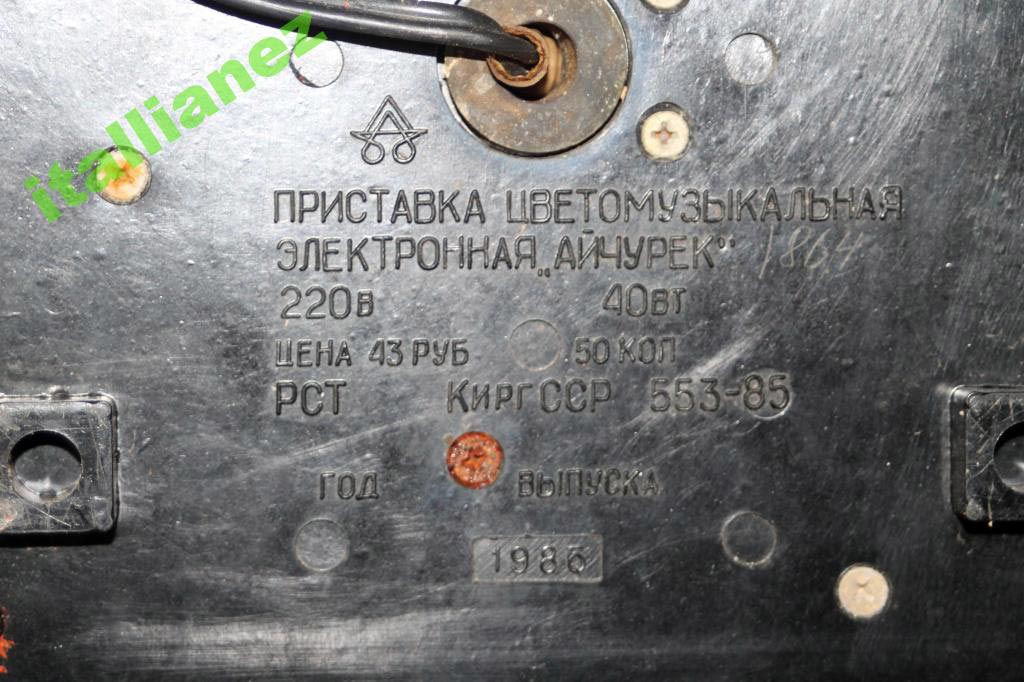 itallianez
ПРИСТАВКА ЦВЕТОМУЗЫКАЛЬНАЯ
ЭЛЕКТРОННАЯ „АЙЧУРЕК” 1864
220В 40ВТ
ЦЕНА 43 РУБ. 50 КОП
РСТ КиргССР 553-85
ГОД ВЫПУСКА
1986